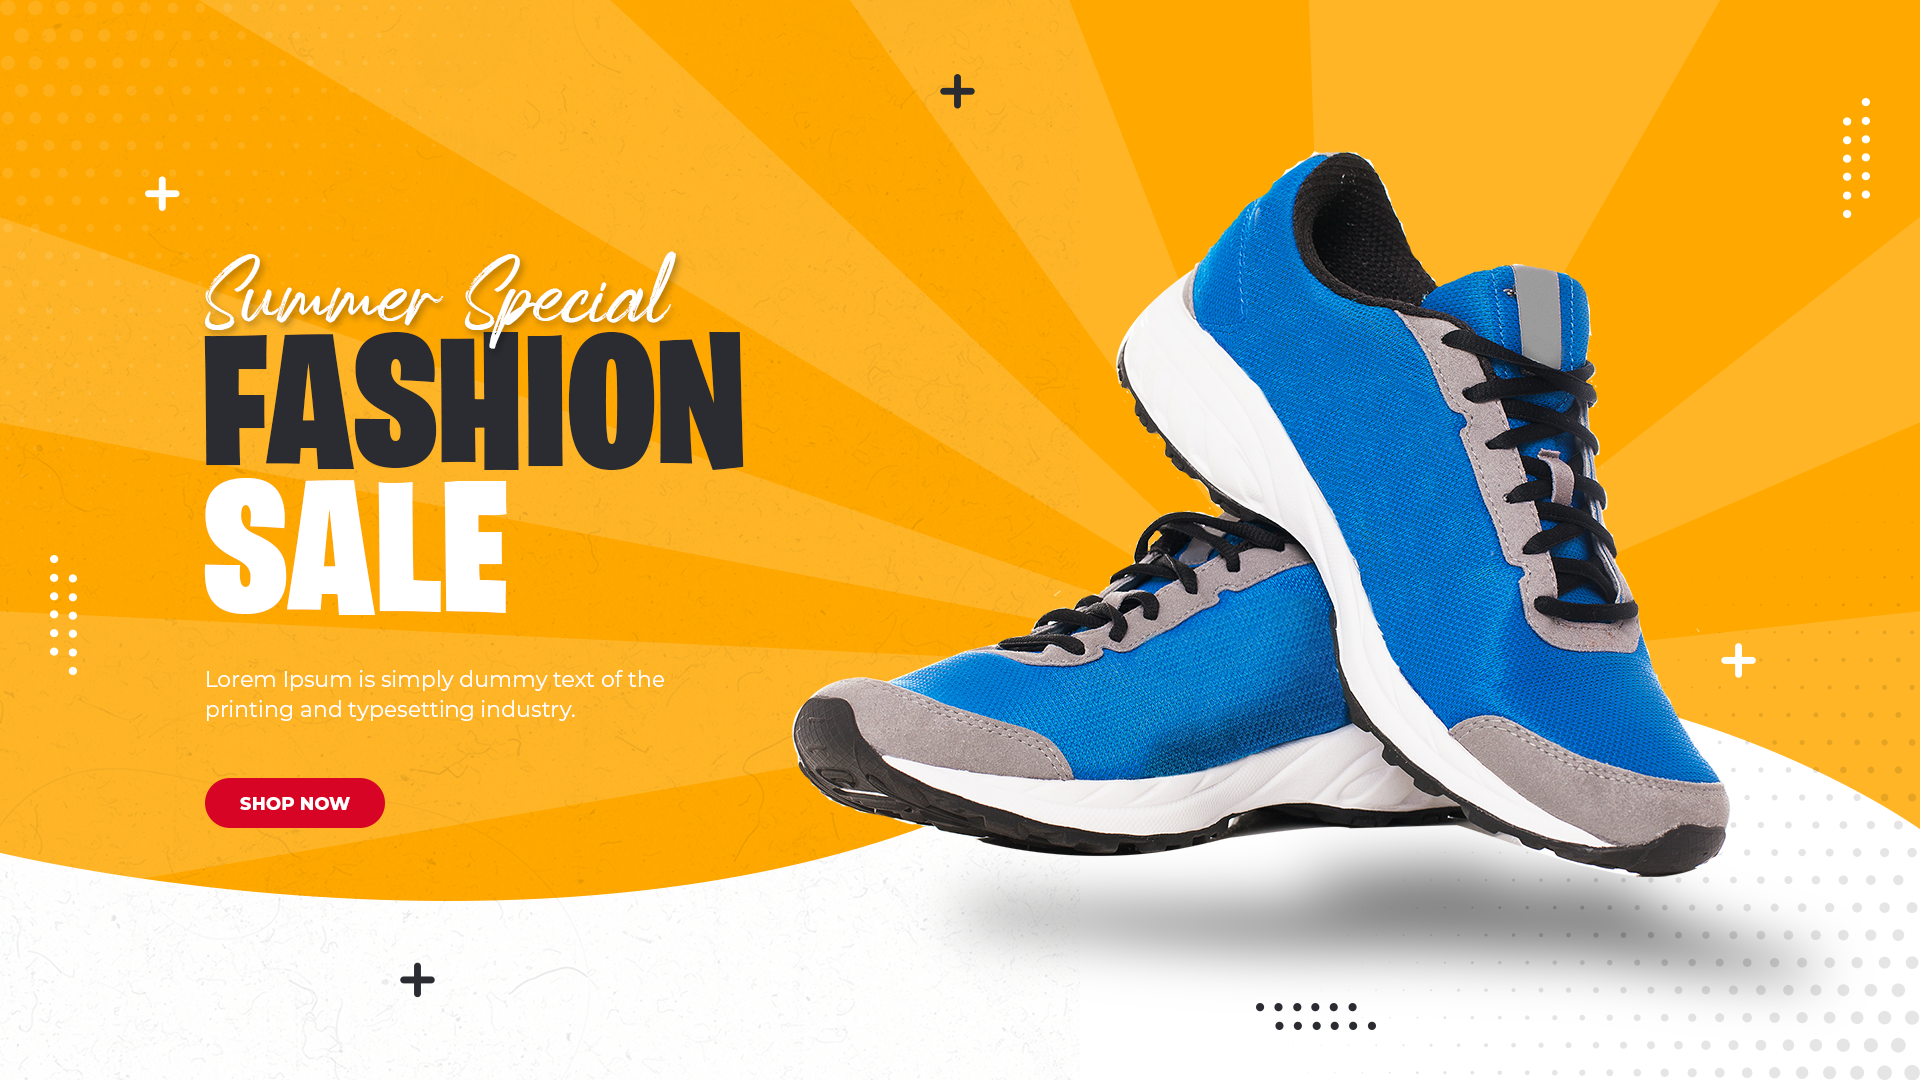 Summer Special
FASHION
SALE
Lorem Ipsum is simply dummy text of the
printing and typesetting industry.
SHOP NOW